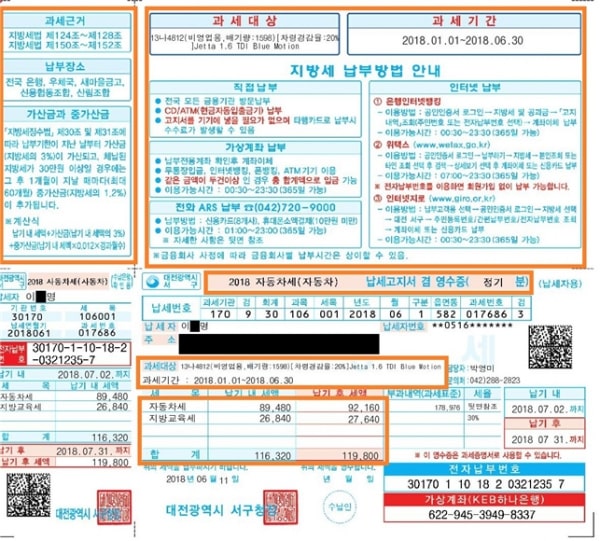 과세근거
지방세법 제124조~제128조
지방세법 제150조~제152조
납부장소
전국 은행, 우체국, 새마을금고,
신용협동조합, 산림조합
가산금과 중가산금
『지방세징수법』제30조 및 제31조에
따라 납부기한이 지난 날부터 가산금
(지방세의 3%)이 가산되고, 체납된
지방세가 30만원 이상일 경우에는
그 후 1개월이 지날 때마다(최대
60개월) 중가산금(지방세의 1.2%)
이 추가됩니다.
※ 계산식
납기 내 세액+가산금(납기 내 세액의 3%)
+중가산금(납기 내 세액×0.012×경과월수)
과세대상
13나4812(비영업용,배기량:1598)[차령경감율:20%
]Jetta 1.6 TDI Blue Motion
과세기간
2018.01.01~2018.06.30
지방세 납부방법 안내
직접납부
전국 모든 금융기관 방문납부
CD/ATM(현금자동입출금기) 납부
고지서를 기기에 넣을 필요가 없으며 타행카드로 납부시
수수료가 발생할 수 있음
가상계좌 납부
납부전용계좌 확인후 계좌이체
무통장입금, 인터넷뱅킹, 폰뱅킹, ATM기 이용
같은 금액이 두건이상 인 경우 총 합계액으로 입금 가능
이용가능시간 : 00:30~23:30(365일 가능)
전화 ARS 납부 ☎(042)720-9000
납부방법 : 신용카드(8개사), 휴대폰소액결제(10만원 미만)
이용가능시간 : 07:00~23:30(365일 가능)
※ 자세한 사항은 뒷면 참조
※금융회사 사정에 따라 금융회사별 납부시간은 상이할 수 있음.
인터넷 납부
① 은행인터넷뱅킹
- 이용방법 : 공인인증서 로그인→지방세 및 공과금→『고지
내역』조회(주민번호 또는 전자납부번호 선택) → 계좌이체 납부
- 이용가능시간 : 00:30~23:30 (365일 가능)
② 위택스 (www.wetax.go.kr)
- 이용방법 : 공인인증서 로그인→납부하기→지방세→본인조회 또는
- 이용가능시간 : 00:30~23:30(365일 가능)
※ 전자납부번호를 이용하면 회원가입 없이 납부 가능합니다.
③ 인터넷지로 (www.giro.or.kr)
- 이용방법 : 납부고객용 선택→공인인증서 로그인→지방세 선택
→ 대전 서구→주민등록번호/간편납부번호/전자납부번호 조회
→ 계좌이체 또는 신용카드 납부
- 이용가능시간 : 00:30~23:30(365일 가능)
2018 자동차세(자동차)
대전광역시
서구
납세자 이 명
기관번호 세목
30170 106001
납세년월기 과세번호
2018061 017686
전자납부번호 30170-1-10-18-2
-0321235-7
납기 내 2018.07.02.까지
세목 납기 내 세액
자동차세 89,480
지방교육세 26,840
합계 116,320
납기 후 2018.07.31.까지
납기 후 세액 119,800
대전광역시
서구
2018 자동차세(자동차) 납세고지서 겸 영수증( 정기 분) (납세자용)
납세번호
과세기관 검 회계 과목 세목 년도 월 구분 읍면동 과세번호 검
170 9 30 106 001 2018 06 1 582 017686 3
납세자 이 명 납세자번호 **0516*******
주소
과세대상 13나4812(비영업용,배기량:1598)[차령경감율:20%]Jetta 1.6 TDI Blue Motion
과세기간 : 2018.01.01~2018.06.30
담당자: 박영미
(042)288-2823
세목 납기 내 세액 납기 후 세액
자동차세 89,480 92,160
지방교육세 26,840 27,640
합계 116,320 119,800
부과내역(과세표준) 세율
178,976 뒷면참조
30%
납기 내
2018.07.02.까지
납기 후
2018 07 31.까지
※ 이 영수증은 과세증명서로 사용할 수 있습니다.
2018년 06월 11일
대전광역시 서구청장
수납인
전자납부번호
30170 1 10 18 2 0321235 7
가상계좌(KEB하나은행)
622-945-3949-8337